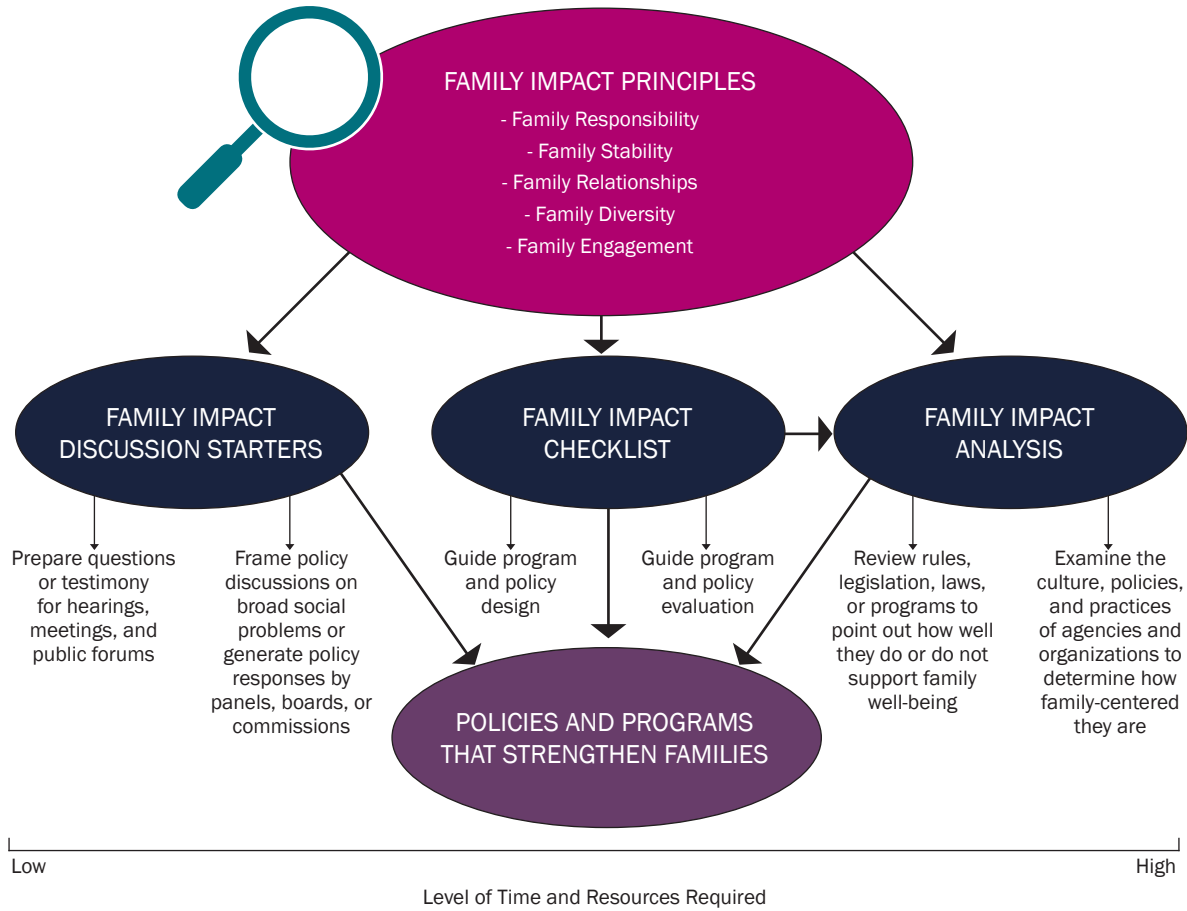 FAMILY IMPACT PRINCIPLES
- Family Responsibility
- Family Stability
- Family Relationships
- Family Diversity
- Family Engagement
FAMILY IMPACT
DISCUSSION STARTERS
FAMILY IMPACT
CHECKLIST
FAMILY IMPACT
ANALYSIS
Prepare questions
or testimony
for hearings,
meetings, and
public forums
Frame policy
discussions on
broad social
problems or
generate policy
responses by
panels, boards, or
commissions
Guide program
and policy
design
Guide program
and policy
evaluation
Review rules,
legislation, laws,
or programs to
point out how well
they do or do not
support family
well-being
Examine the
culture, policies,
and practices
of agencies and
organizations to
determine how
family-centered
they are
POLICIES AND PROGRAMS
THAT STRENGTHEN FAMILIES
Low
High
Level of Time and Resources Required